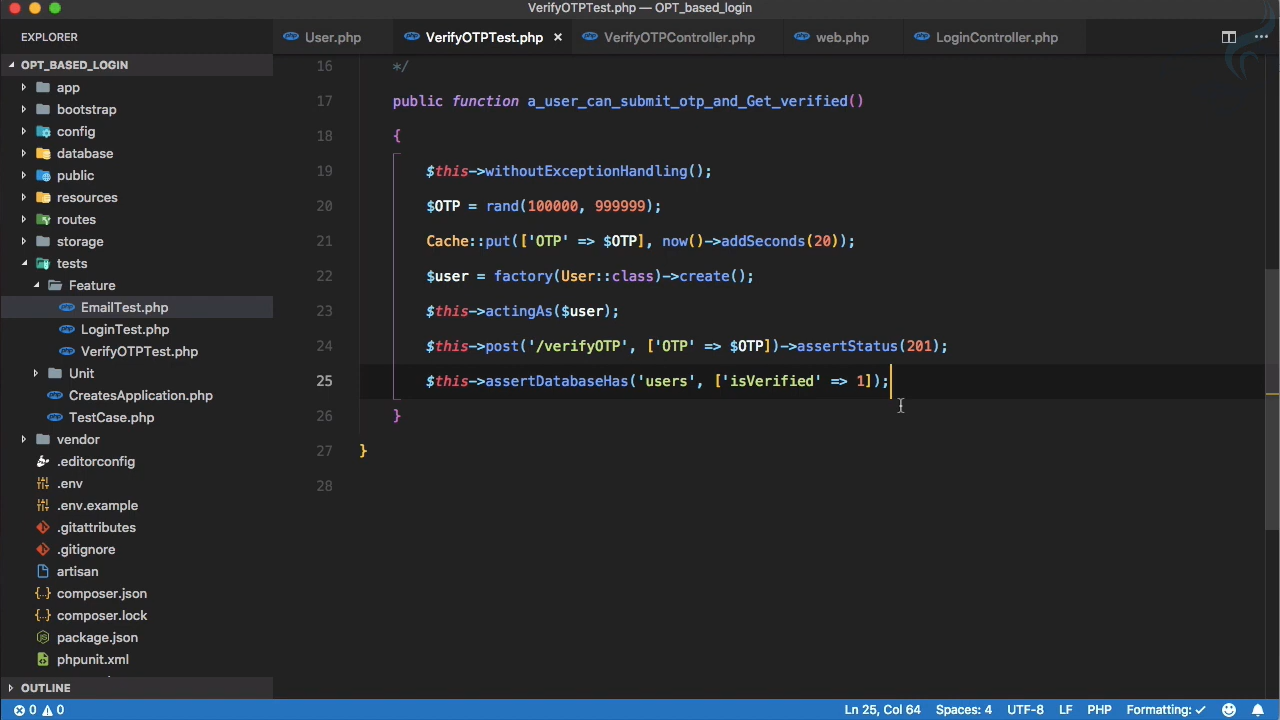 VerifyOTPTest.php — OPT_based_login
EXPLORER
User.php
VerifyOTPTest.php
VerifyOTPController.php
web.php
LoginController.php
OPT_BASED_LOGIN
app
bootstrap
config
database
public
resources
routes
storage
tests
Feature
EmailTest.php
LoginTest.php
VerifyOTPTest.php
Unit
CreatesApplication.php
TestCase.php
vendor
.editorconfig
.env
.env.example
.gitattributes
.gitignore
artisan
composer.json
composer.lock
package.json
phpunit.xml
OUTLINE
16 */
17 public function a_user_can_submit_otp_and_Get_verified()
18 {
19 $this->withoutExceptionHandling();
20 $OTP = rand(100000, 999999);
21 Cache::put(['OTP' => $OTP], now()->addSeconds(20));
22 $user = factory(User::class)->create();
23 $this->actingAs($user);
24 $this->post('/verifyOTP', ['OTP' => $OTP])->assertStatus(201);
25 $this->assertDatabaseHas('users', ['isVerified' => 1]);
26 }
27 }
28
0 0 Ln 25, Col 64 Spaces: 4 UTF-8 LF PHP Formatting: ✓